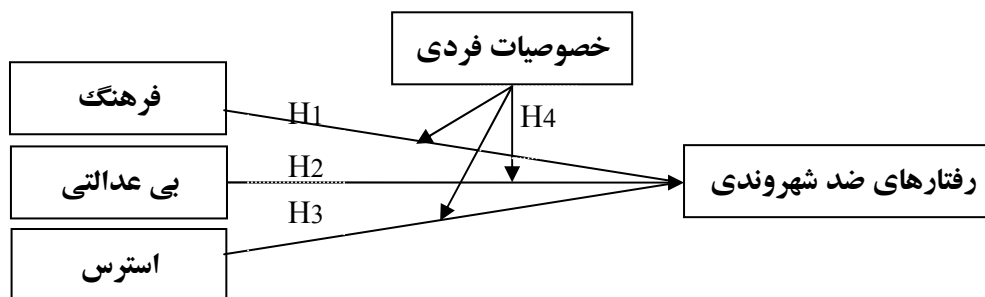 خصوصیات فردی
فرهنگ
H1
H4
بی عدالتی
H2
رفتارهای ضد شهروندی
H3
استرس